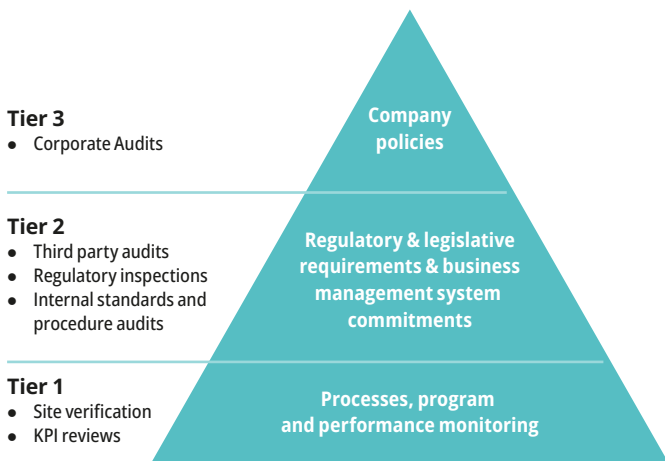 Tier 3
● Corporate Audits
Company
policies
Tier 2
● Third party audits
● Regulatory inspections
● Internal standards and
procedure audits
Regulatory & legislative
requirements & business
management system
commitments
Tier 1
● Site verification
● KPI reviews
Processes, program
and performance monitoring